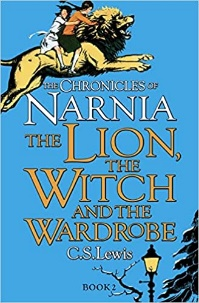 THE CHRONICLES OF
NARNIA
THE LION,
THE
WITCH
AND THE
WARDROBE
C.S. Lewis
BOOK 2